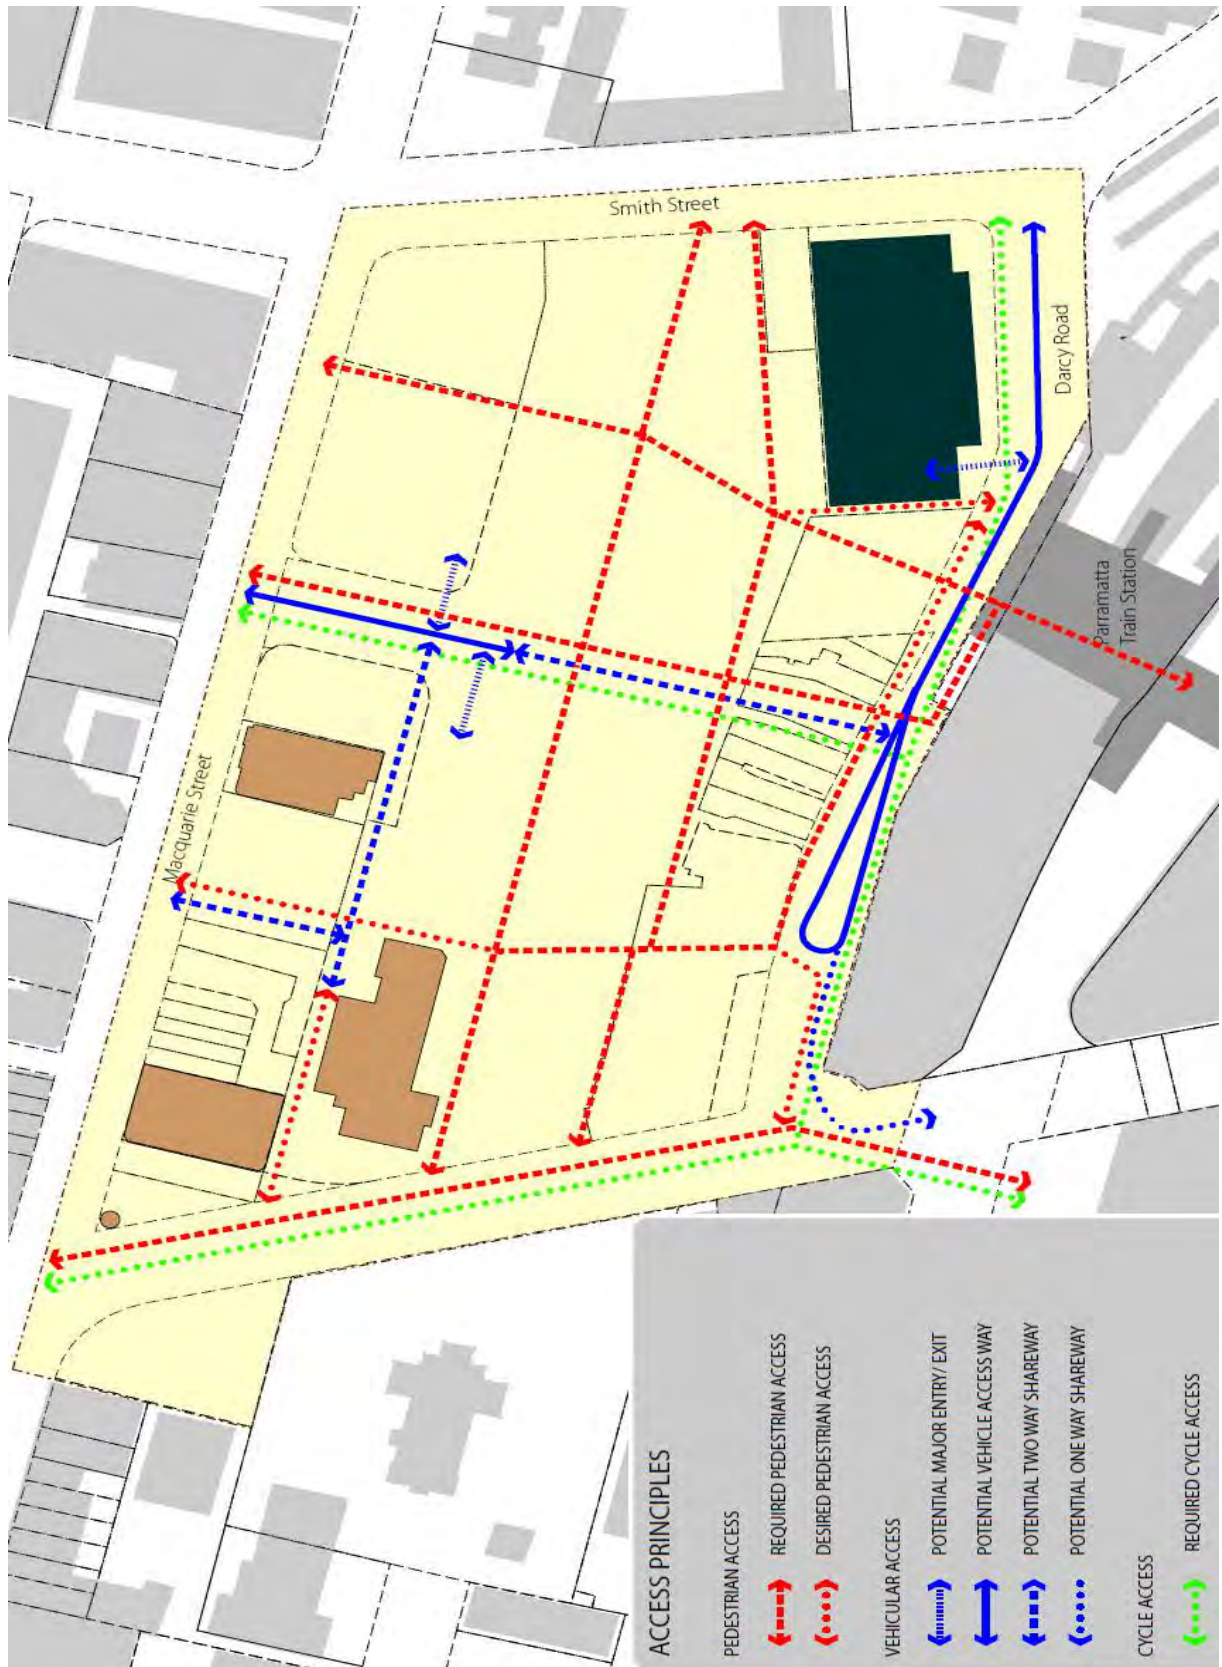 Smith Street
Darcy Road
Parramatta
Train Station
Macquarie Street
ACCESS PRINCIPLES
PEDESTRIAN ACCESS
REQUIRED PEDESTRIAN ACCESS
DESIRED PEDESTRIAN ACCESS
VEHICULAR ACCESS
POTENTIAL MAJOR ENTRY/ EXIT
POTENTIAL VEHICLE ACCESS WAY
POTENTIAL TWO WAY SHAREWAY
POTENTIAL ONE WAY SHAREWAY
CYCLE ACCESS
REQUIRED CYCLE ACCESS